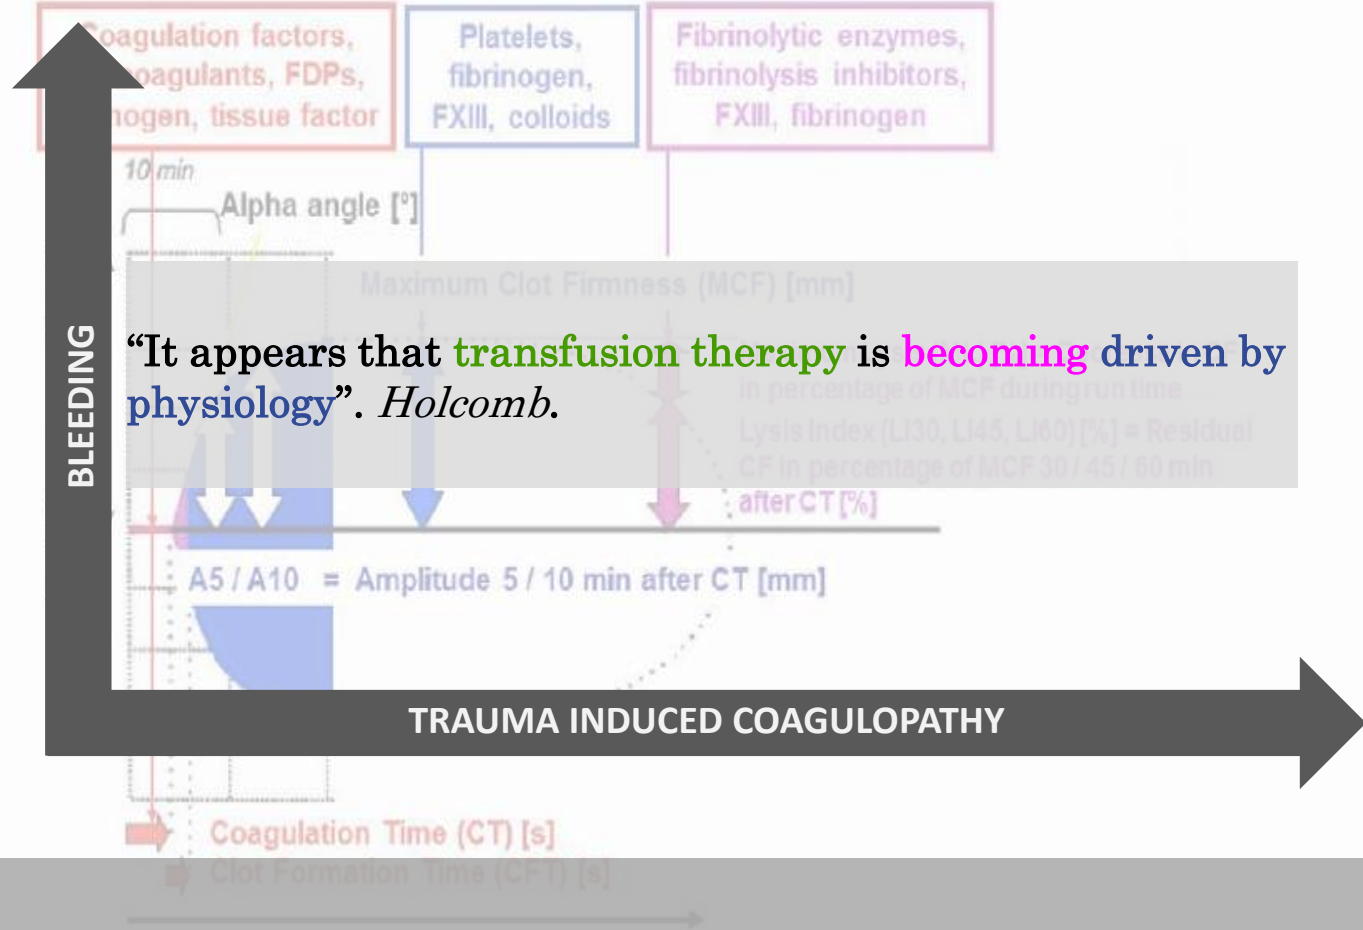 Coagulation factors,
coagulants, FDPs,
nogen, tissue factor
Platelets,
fibrinogen,
FXIII, colloids
Fibrinolytic enzymes,
fibrinolysis inhibitors,
FXIII, fibrinogen
10 min
Alpha angle [°]
Maximum Clot Firmness (MCF) [mm]
“It appears that transfusion therapy is becoming driven by
physiology”. Holcomb.
in percentage of MCF during run time
Lysis Index (LI30, LI45, LI60) [%] = Residual
CF in percentage of MCF 30 / 45 / 60 min
after CT [%]
BLEEDING
A5 / A10 = Amplitude 5 / 10 min after CT [mm]
TRAUMA INDUCED COAGULOPATHY
Coagulation Time (CT) [s]
Clot Formation Time (CFT) [s]